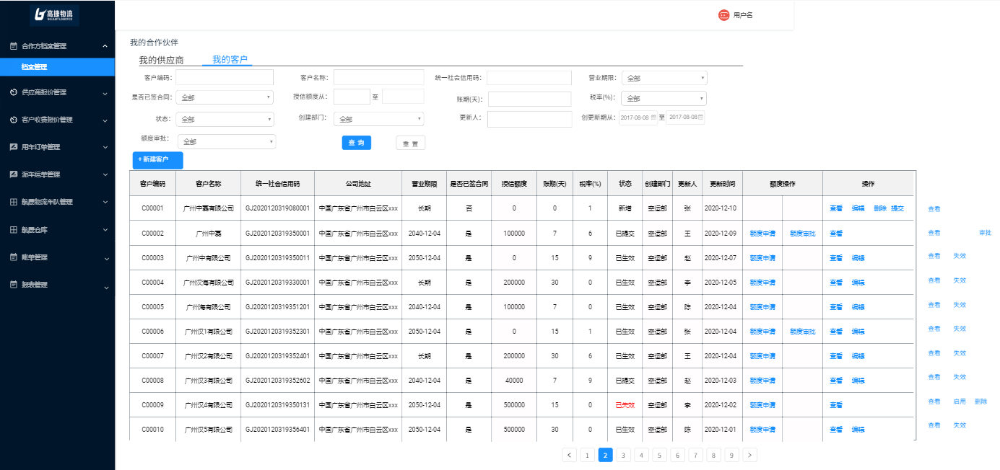 高捷物流
用户名
合作方档案管理
档案管理
供应商报价管理
客户收费报价管理
用车订单管理
派车运单管理
航晟物流车队管理
航晟仓库
账单管理
报表管理
我的合作伙伴
我的供应商 我的客户
客户编码: 客户名称: 统一社会信用码: 营业期限: 全部
是否已签合同: 全部 授信额度从: 至 账期(天): 税率(%): 全部
状态: 全部 创建部门: 全部 更新人: 创更新期从: 2017-08-08 至 2017-08-08
额度审批: 全部 查 询 重 置
+ 新建客户
客户编码 客户名称 统一社会信用码 公司地址 营业期限 是否已签合同 授信额度 账期(天) 税率(%) 状态 创建部门 更新人 更新时间 额度操作 操作
C00001 广州中磊有限公司 GJ2020120319080001 中国广东省广州市白云区xxx 长期 否 0 0 1 新增 空运部 张 2020-12-10 查看 编辑 删除 提交 查看
C00002 广州中磊 GJ2020120319350001 中国广东省广州市白云区xxx 2040-12-04 是 100000 7 6 已提交 空运部 王 2020-12-09 额度申请 额度审批 查看 查看 审批
C00003 广州中有限公司 GJ2020120319350011 中国广东省广州市白云区xxx 2050-12-04 是 0 15 9 已生效 空运部 赵 2020-12-07 额度申请 查看 编辑 查看 失效
C00004 广州汉海有限公司 GJ2020120319330001 中国广东省广州市白云区xxx 长期 是 200000 30 0 已生效 空运部 李 2020-12-05 额度申请 查看 编辑 查看 失效
C00005 广州海有限公司 GJ2020120319351201 中国广东省广州市白云区xxx 2040-12-04 是 100000 7 0 已生效 空运部 陈 2020-12-04 额度申请 查看 编辑 查看 失效
C00006 广州汉1有限公司 GJ2020120319352301 中国广东省广州市白云区xxx 2050-12-04 是 0 15 1 已生效 空运部 张 2020-12-04 额度申请 额度审批 查看 编辑 查看 失效
C00007 广州汉2有限公司 GJ2020120319352401 中国广东省广州市白云区xxx 长期 是 200000 30 6 已生效 空运部 王 2020-12-04 额度申请 查看 编辑 查看 失效
C00008 广州汉3有限公司 GJ2020120319352602 中国广东省广州市白云区xxx 2040-12-04 是 40000 7 9 已提交 空运部 赵 2020-12-03 额度申请 查看 编辑 查看 失效
C00009 广州汉4有限公司 GJ2020120319350131 中国广东省广州市白云区xxx 2050-12-04 是 500000 15 0 已失效 空运部 李 2020-12-02 额度申请 查看 查看 启用 删除
C00010 广州汉5有限公司 GJ2020120319356401 中国广东省广州市白云区xxx 2050-12-04 是 500000 30 0 已生效 空运部 陈 2020-12-01 额度申请 查看 编辑 查看 失效
< 1 2 3 4 5 6 7 8 9 >